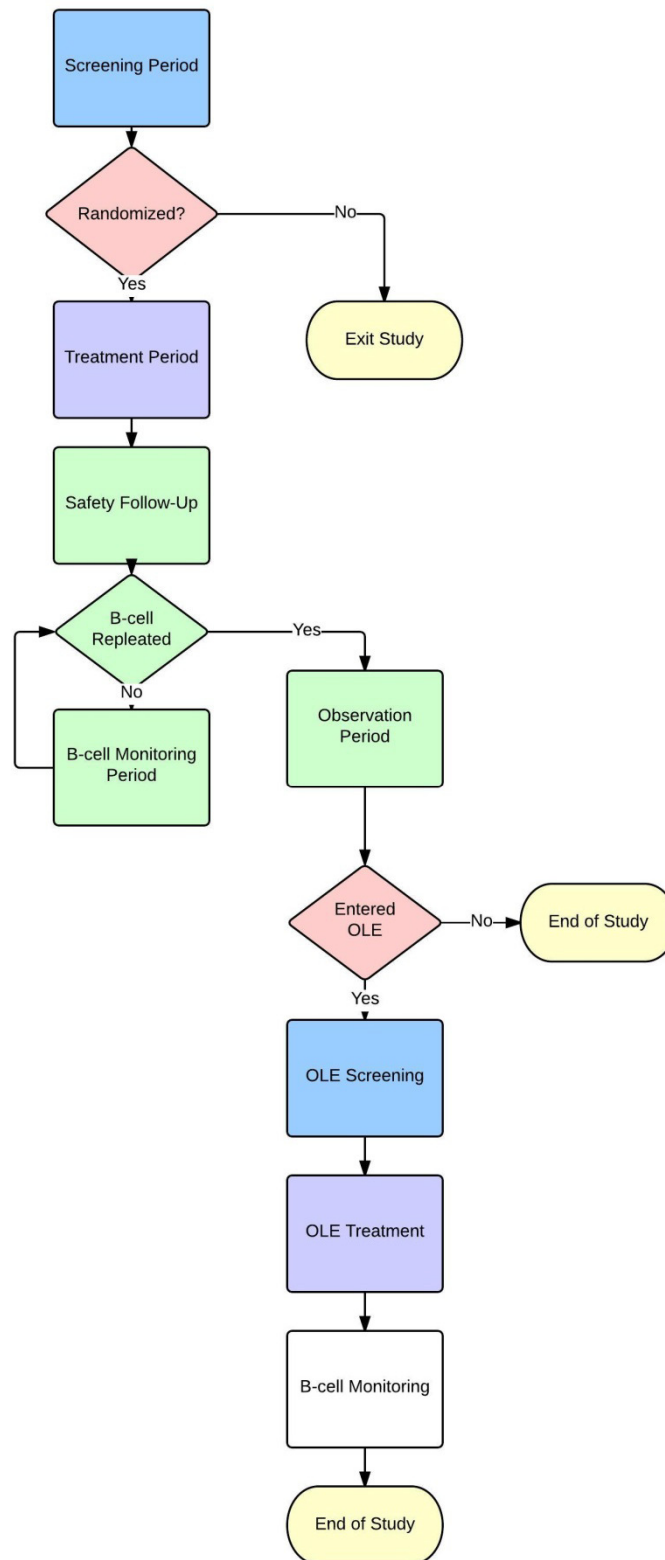 Screening Period
Randomized?
No
Yes
Exit Study
Treatment Period
Safety Follow-Up
B-cell
Repleated
Yes
No
B-cell Monitoring
Period
Observation
Period
Entered
OLE
No
End of Study
Yes
OLE Screening
OLE Treatment
B-cell Monitoring
End of Study